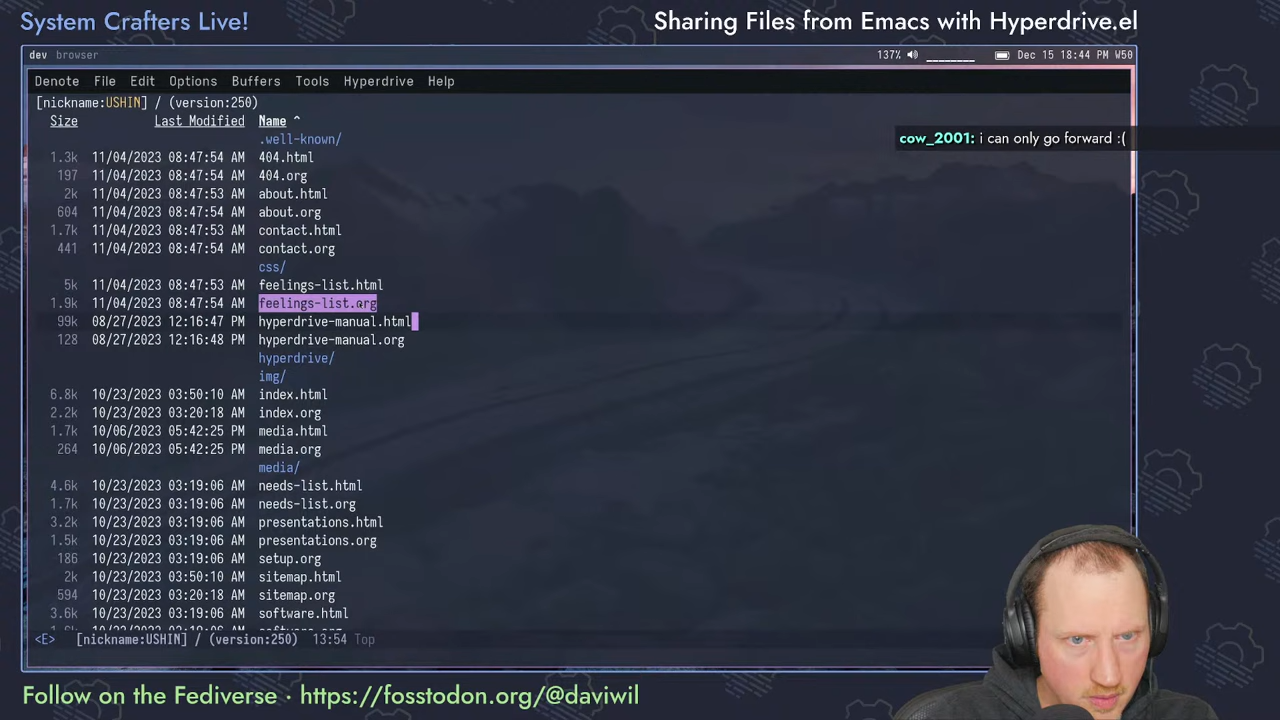 System Crafters Live!
Sharing Files from Emacs with Hyperdrive.el
dev browser
137% Dec 15 18:44 PM W50
Denote File Edit Options Buffers Tools Hyperdrive Help
[nickname:USHIN] / (version:250)
Size Last Modified Name ^
.well-known/
cow_2001: i can only go forward :(
1.3k 11/04/2023 08:47:54 AM 404.html
197 11/04/2023 08:47:54 AM 404.org
2k 11/04/2023 08:47:53 AM about.html
604 11/04/2023 08:47:54 AM about.org
1.7k 11/04/2023 08:47:53 AM contact.html
441 11/04/2023 08:47:54 AM contact.org
css/
5k 11/04/2023 08:47:53 AM feelings-list.html
1.9k 11/04/2023 08:47:54 AM feelings-list.org
99k 08/27/2023 12:16:47 PM hyperdrive-manual.html
128 08/27/2023 12:16:48 PM hyperdrive-manual.org
hyperdrive/
img/
6.8k 10/23/2023 03:50:10 AM index.html
2.2k 10/23/2023 03:20:18 AM index.org
1.7k 10/06/2023 05:42:25 PM media.html
264 10/06/2023 05:42:25 PM media.org
media/
4.6k 10/23/2023 03:19:06 AM needs-list.html
1.7k 10/23/2023 03:19:06 AM needs-list.org
3.2k 10/23/2023 03:19:06 AM presentations.html
1.5k 10/23/2023 03:19:06 AM presentations.org
186 10/23/2023 03:19:06 AM setup.org
2k 10/23/2023 03:50:10 AM sitemap.html
594 10/23/2023 03:20:18 AM sitemap.org
3.6k 10/23/2023 03:19:06 AM software.html
<E> [nickname:USHIN] / (version:250) 13:54 Top
Follow on the Fediverse · https://fosstodon.org/@daviwil